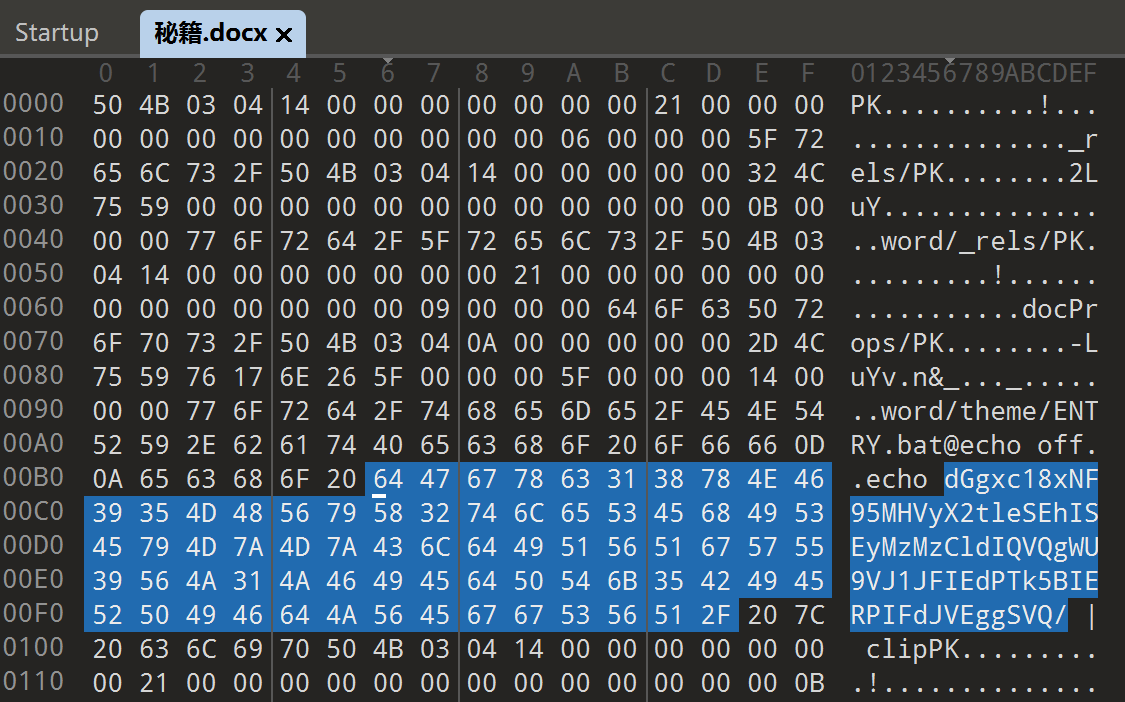 Startup 秘籍.docx ×
0 1 2 3 4 5 6 7 8 9 A B C D E F 0123456789ABCDEF
0000 50 4B 03 04 14 00 00 00 00 00 00 00 21 00 00 00 PK..........!...
0010 00 00 00 00 00 00 00 00 00 00 06 00 00 00 5F 72 .............._r
0020 65 6C 73 2F 50 4B 03 04 14 00 00 00 00 00 32 4C els/PK........2L
0030 75 59 00 00 00 00 00 00 00 00 00 00 00 00 0B 00 uY..............
0040 00 00 77 6F 72 64 2F 5F 72 65 6C 73 2F 50 4B 03 ..word/_rels/PK.
0050 04 14 00 00 00 00 00 00 00 21 00 00 00 00 00 00 .........!......
0060 00 00 00 00 00 00 00 09 00 00 00 64 6F 63 50 72 ...........docPr
0070 6F 70 73 2F 50 4B 03 04 0A 00 00 00 00 00 2D 4C ops/PK........-L
0080 75 59 76 17 6E 26 5F 00 00 00 5F 00 00 00 14 00 uYv.n&_..._.....
0090 00 00 77 6F 72 64 2F 74 68 65 6D 65 2F 45 4E 54 ..word/theme/ENT
00A0 52 59 2E 62 61 74 40 65 63 68 6F 20 6F 66 66 0D RY.bat@echo off.
00B0 0A 65 63 68 6F 20 64 47 67 78 63 31 38 78 4E 46 .echo dGgxc18xNF
00C0 39 35 4D 48 56 79 58 32 74 6C 65 53 45 68 49 53 95MHVyX2tleSEhIS
00D0 45 79 4D 7A 4D 7A 43 6C 64 49 51 56 51 67 57 55 EyMzMzCldIQVQgWU
00E0 39 56 4A 31 4A 46 49 45 64 50 54 6B 35 42 49 45 9VJ1JFIEdPTk5BIE
00F0 52 50 49 46 64 4A 56 45 67 67 53 56 51 2F 20 7C RPIFdJVEggSVQ/ |
0100 20 63 6C 69 70 50 4B 03 04 14 00 00 00 00 00 00 clipPK.........
0110 00 21 00 00 00 00 00 00 00 00 00 00 00 00 00 0B .!..............